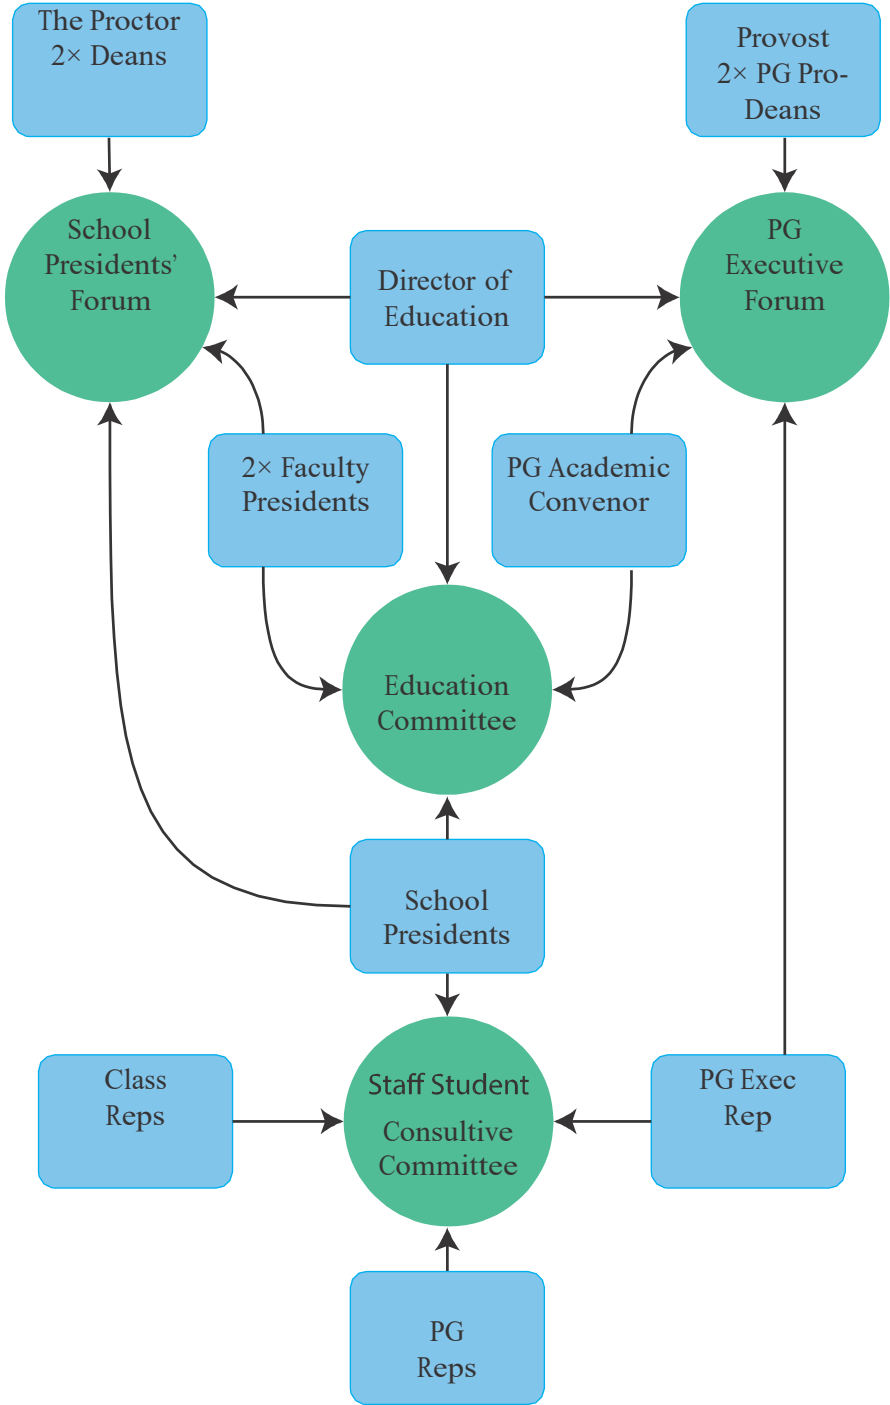 The Proctor
2× Deans
Provost
2× PG Pro-
Deans
School
Presidents’
Forum
Director of
Education
PG
Executive
Forum
2× Faculty
Presidents
PG Academic
Convenor
Education
Committee
School
Presidents
Class
Reps
Staff Student
Consultive
Committee
PG Exec
Rep
PG
Reps